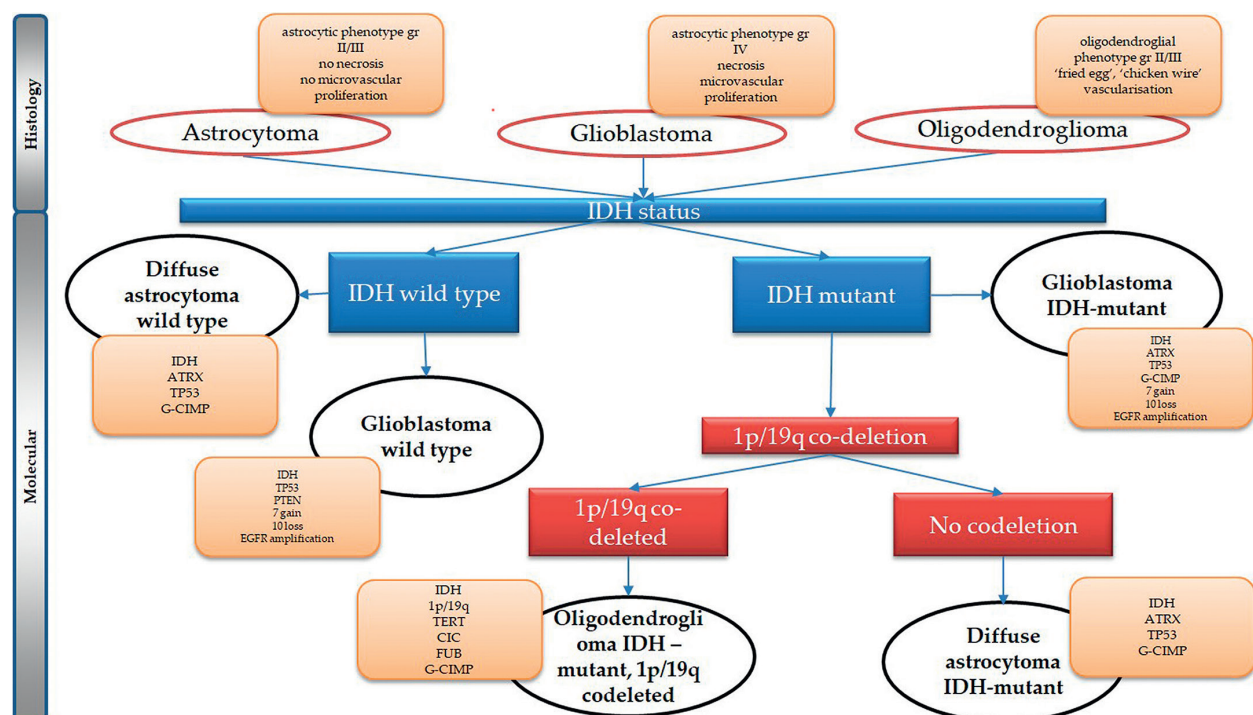 Histology
astrocytic phenotype gr
II/III
no necrosis
no microvascular
proliferation
Astrocytoma
astrocytic phenotype gr
IV
necrosis
microvascular
proliferation
Glioblastoma
oligodendroglial
phenotype gr II/III
‘fried egg’, ‘chicken wire’
vascularisation
Oligodendroglioma
IDH status
Molecular
Diffuse
astrocytoma
wild type
IDH
ATRX
TP53
G-CIMP
IDH wild type
Glioblastoma
wild type
IDH
TP53
PTEN
7 gain
10loss
EGFR amplification
IDH mutant
Glioblastoma
IDH-mutant
IDH
ATRX
TP53
G-CIMP
7 gain
10loss
EGFR amplification
1p/19q co-deletion
1p/19q co-
deleted
No codeletion
IDH
1p/19q
TERT
CIC
FUB
G-CIMP
Oligodendrogli
oma IDH –
mutant, 1p/19q
codeleted
Diffuse
astrocytoma
IDH-mutant
IDH
ATRX
TP53
G-CIMP